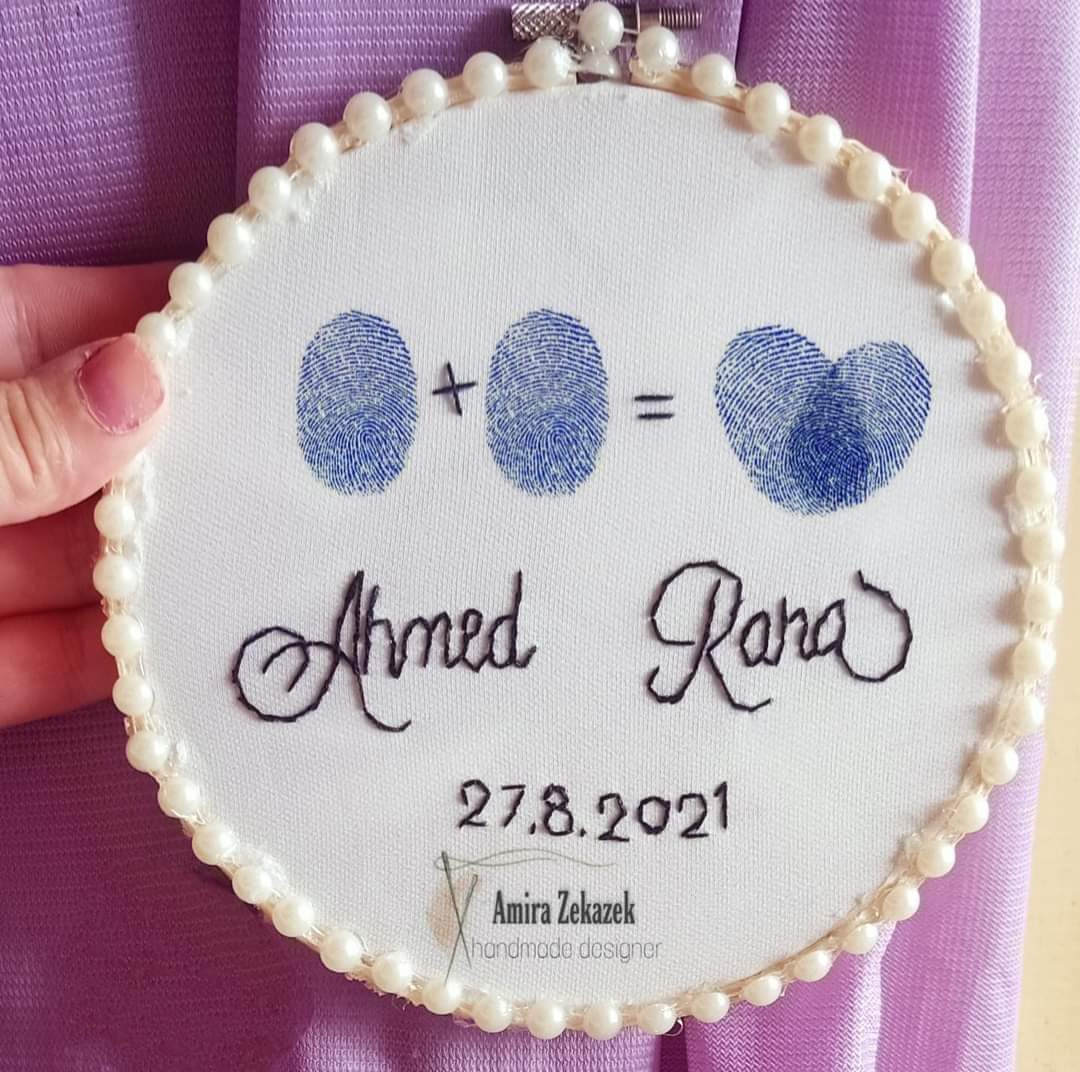 + =
Ahmed Rana
27.8.2021
Amira Zekazek
handmade designer